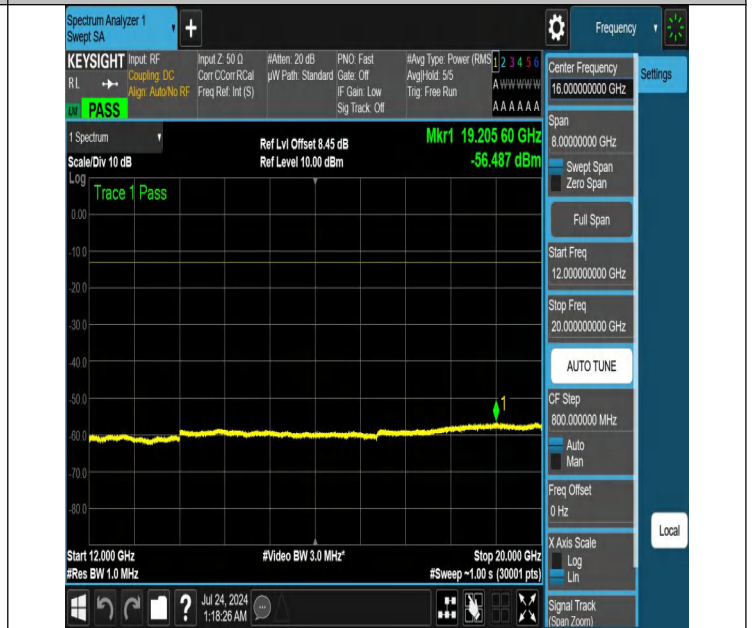 Spectrum Analyzer 1
Swept SA
+
Frequency
KEYSIGHT
RL
PASS
Input: RF
Coupling: DC
Align: Auto/No RF
Input Z: 50 Ω
Corr CCorr RCal
Freq Ref: Int (S)
#Atten: 20 dB
µW Path: Standard
PNO: Fast
Gate: Off
IF Gain: Low
Sig Track: Off
#Avg Type: Power (RMS
Avg|Hold: 5/5
Trig: Free Run
1 2 3 4 5 6
A W W W W W
A A A A A A
1 Spectrum
Scale/Div 10 dB
Ref Lvl Offset 8.45 dB
Ref Level 10.00 dBm
Mkr1 19.205 60 GHz
-56.487 dBm
Log
Trace 1 Pass
0.00
-10.0
-20.0
-30.0
-40.0
-50.0
-60.0
-70.0
-80.0
1
Start 12.000 GHz
#Res BW 1.0 MHz
#Video BW 3.0 MHz*
Stop 20.000 GHz
#Sweep ~1.00 s (30001 pts)
Center Frequency
16.000000000 GHz
Span
8.00000000 GHz
Swept Span
Zero Span
Full Span
Start Freq
12.000000000 GHz
Stop Freq
20.000000000 GHz
AUTO TUNE
CF Step
800.000000 MHz
Auto
Man
Freq Offset
0 Hz
X Axis Scale
Log
Lin
Signal Track
(Span Zoom)
Settings
Local
?
Jul 24, 2024
1:18:26 AM